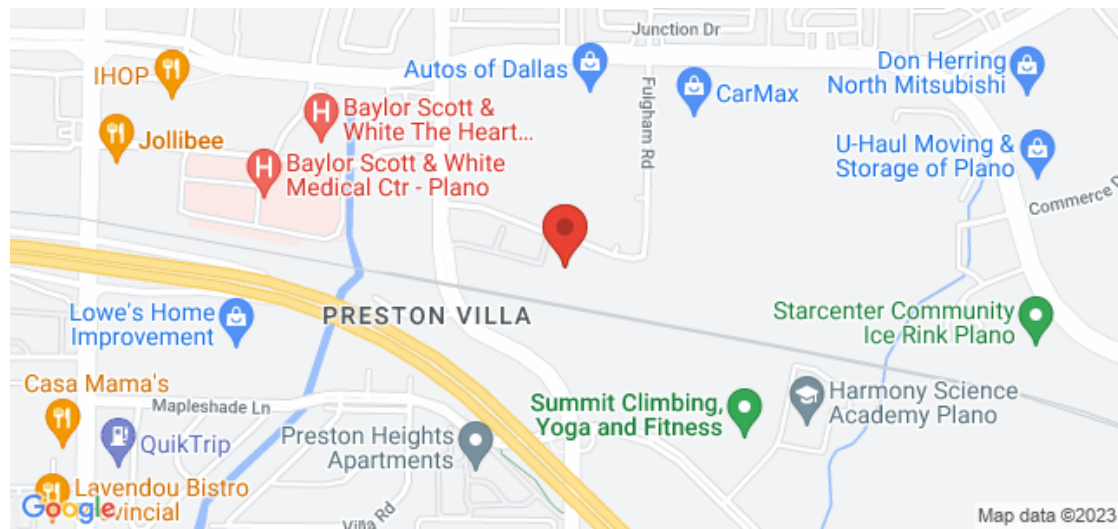 Junction Dr
IHOP
Autos of Dallas
Don Herring
North Mitsubishi
Baylor Scott &
White The Heart...
CarMax
Fulgham Rd
Jollibee
Baylor Scott & White
Medical Ctr - Plano
U-Haul Moving &
Storage of Plano
Commerce D
PRESTON VILLA
Lowe's Home
Improvement
Starcenter Community
Ice Rink Plano
Casa Mama's
Mapleshade Ln
Summit Climbing,
Yoga and Fitness
Harmony Science
Academy Plano
QuikTrip
Preston Heights
Apartments
Lavendou Bistro
Provincial
Google
Villa Rd
Map data ©2023